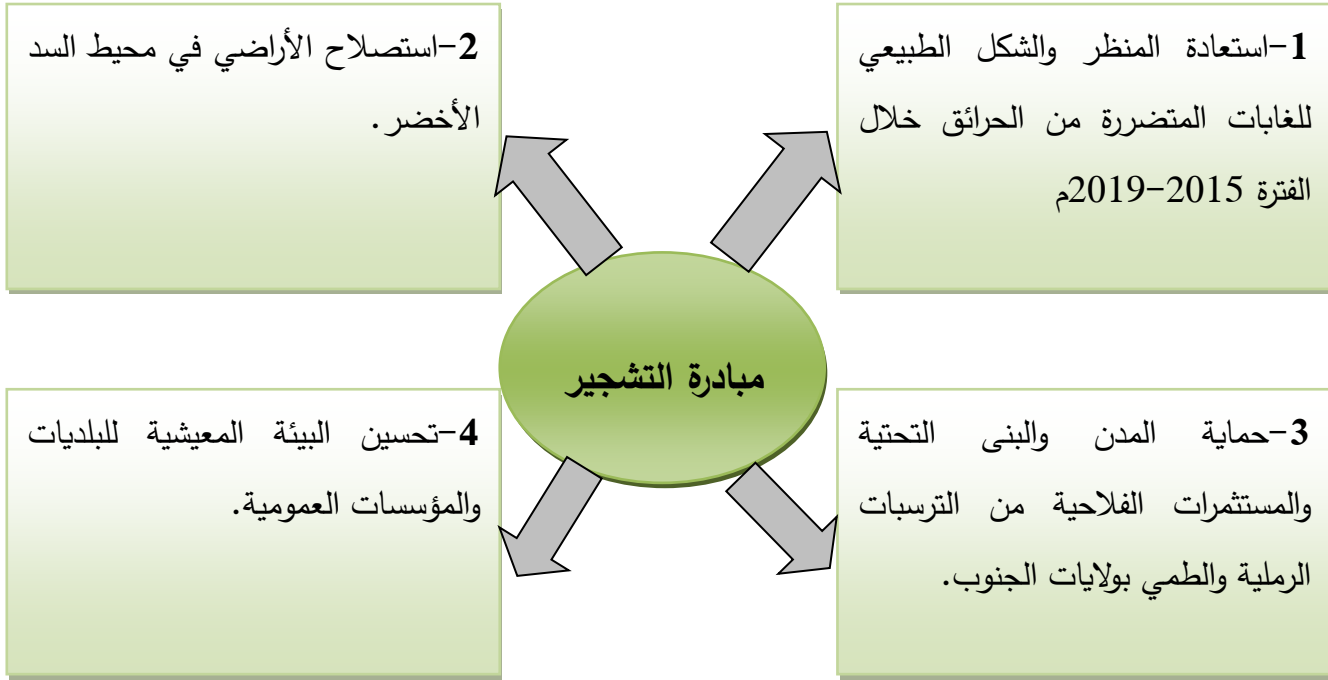 1-استعادة المنظر والشكل الطبيعي
للغابات المتضررة من الحرائق خلال
الفترة 2015-2019م
2-استصلاح الأراضي في محيط السد
الأخضر.
مبادرة التشجير
3-حماية المدن والبنى التحتية
والمستثمرات الفلاحية من الترسبات
الرملية والطمي بولايات الجنوب.
4-تحسين البيئة المعيشية للبلديات
والمؤسسات العمومية.